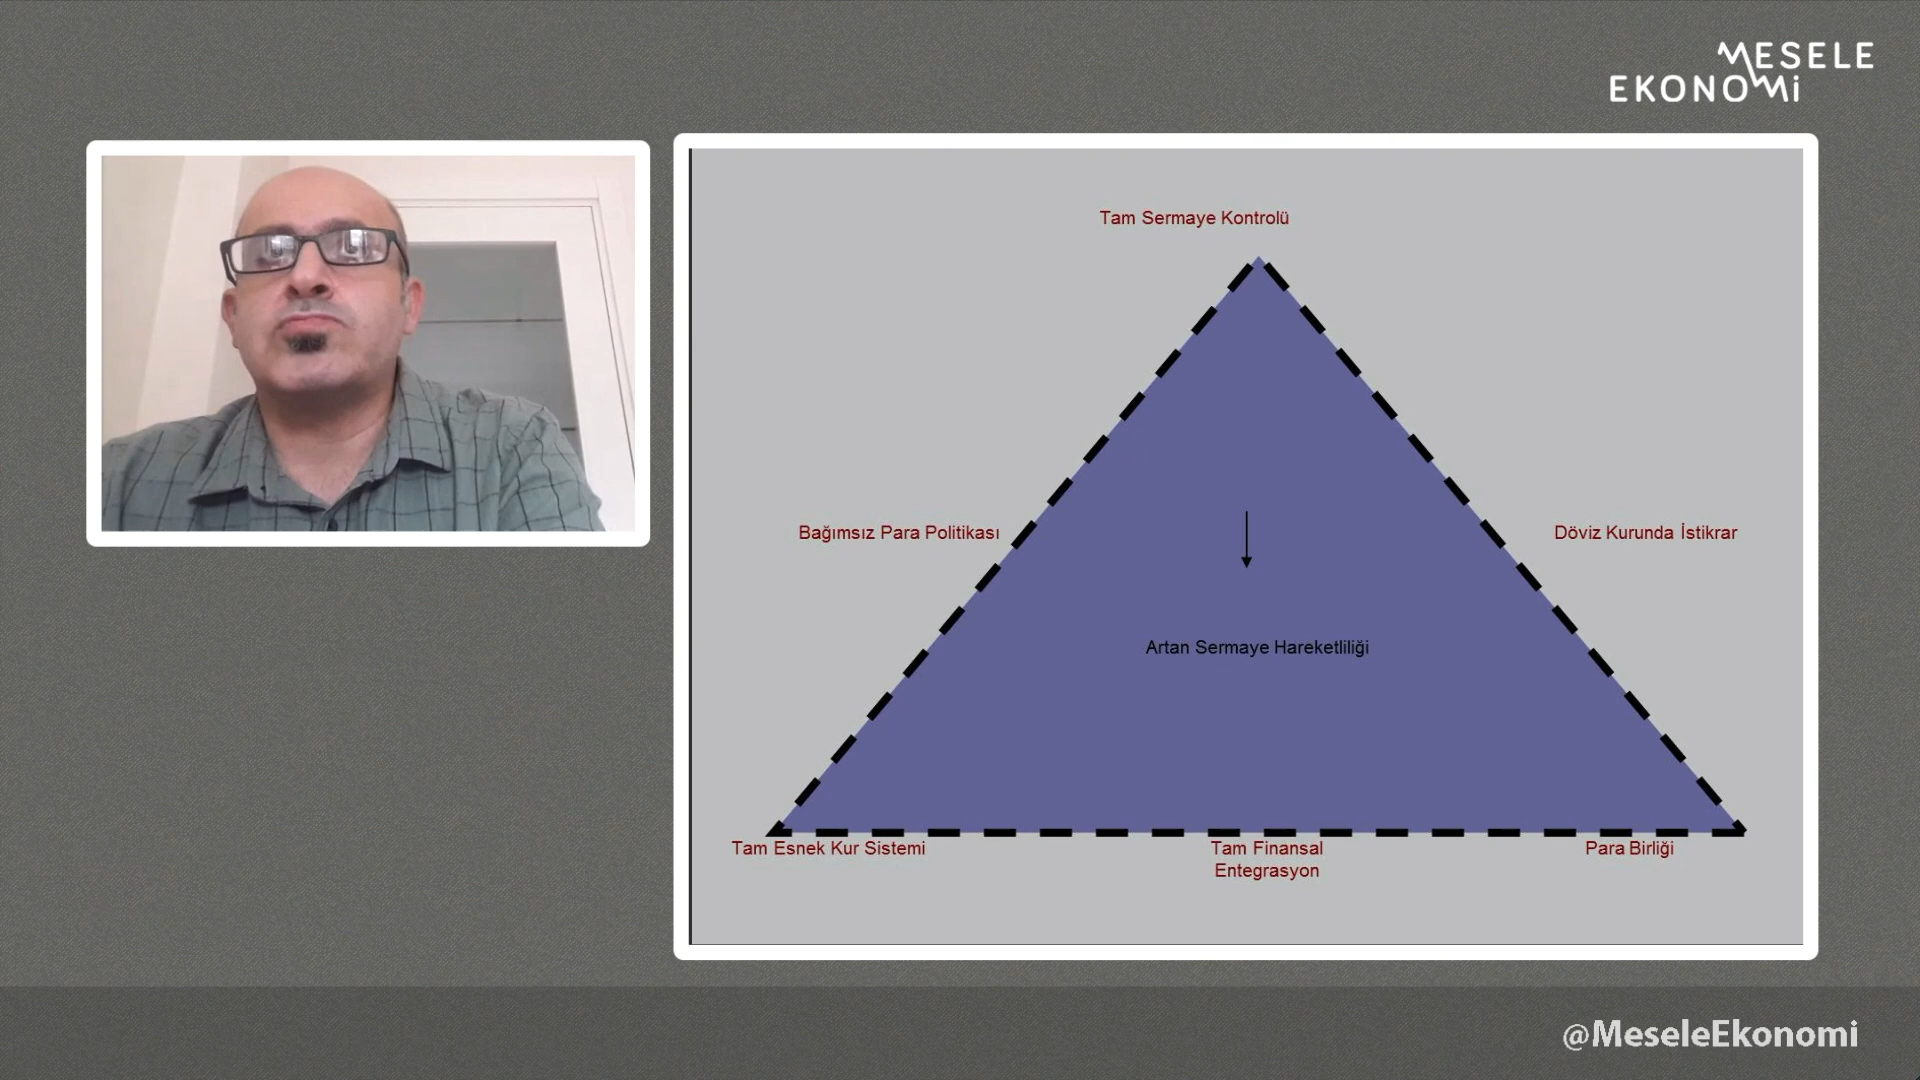 MESELE
EKONOMi
Tam Sermaye Kontrolü
Bağımsız Para Politikası
Döviz Kurunda İstikrar
Artan Sermaye Hareketliliği
Tam Esnek Kur Sistemi
Tam Finansal
Entegrasyon
Para Birliği
@MeseleEkonomi